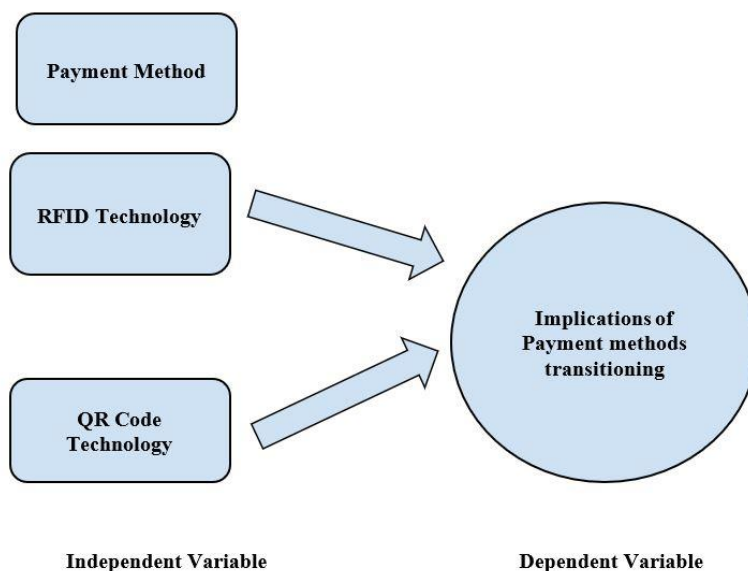 Payment Method
RFID Technology
Implications of
Payment methods
transitioning
QR Code
Technology
Independent Variable
Dependent Variable